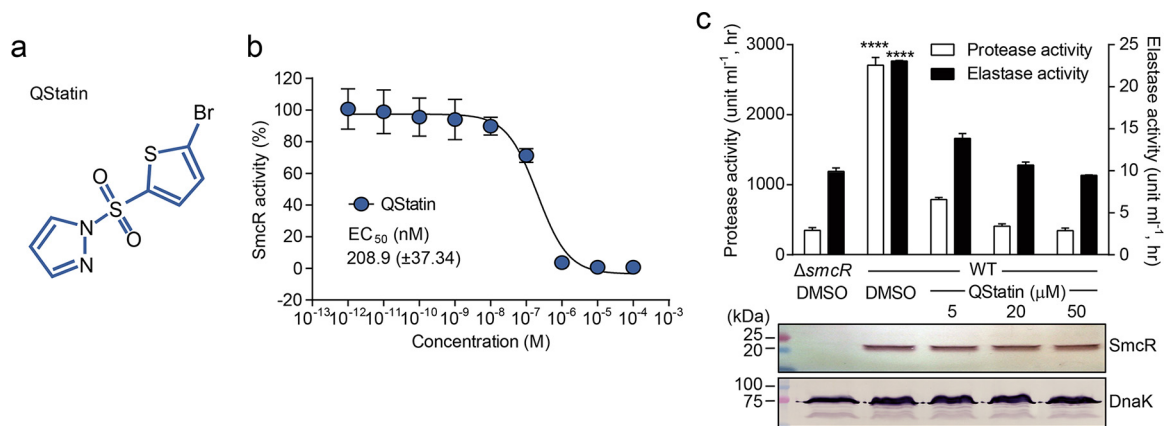 a
QStatin
Br
S
O
S
O
N
N
b
120
100
80
60
40
20
0
-20
SmcR activity (%)
QStatin
EC50 (nM)
208.9 (±37.34)
10-13 10-12 10-11 10-10 10-9 10-8 10-7 10-6 10-5 10-4 10-3
Concentration (M)
c
Protease activity (unit ml-1, hr)
3000
2000
1000
0
**** ****
Protease activity
Elastase activity
25
20
15
10
5
0
Elastase activity (unit ml-1, hr)
ΔsmcR WT
DMSO DMSO QStatin (μM)
(kDa) 5 20 50
25
20
SmcR
100
75
DnaK